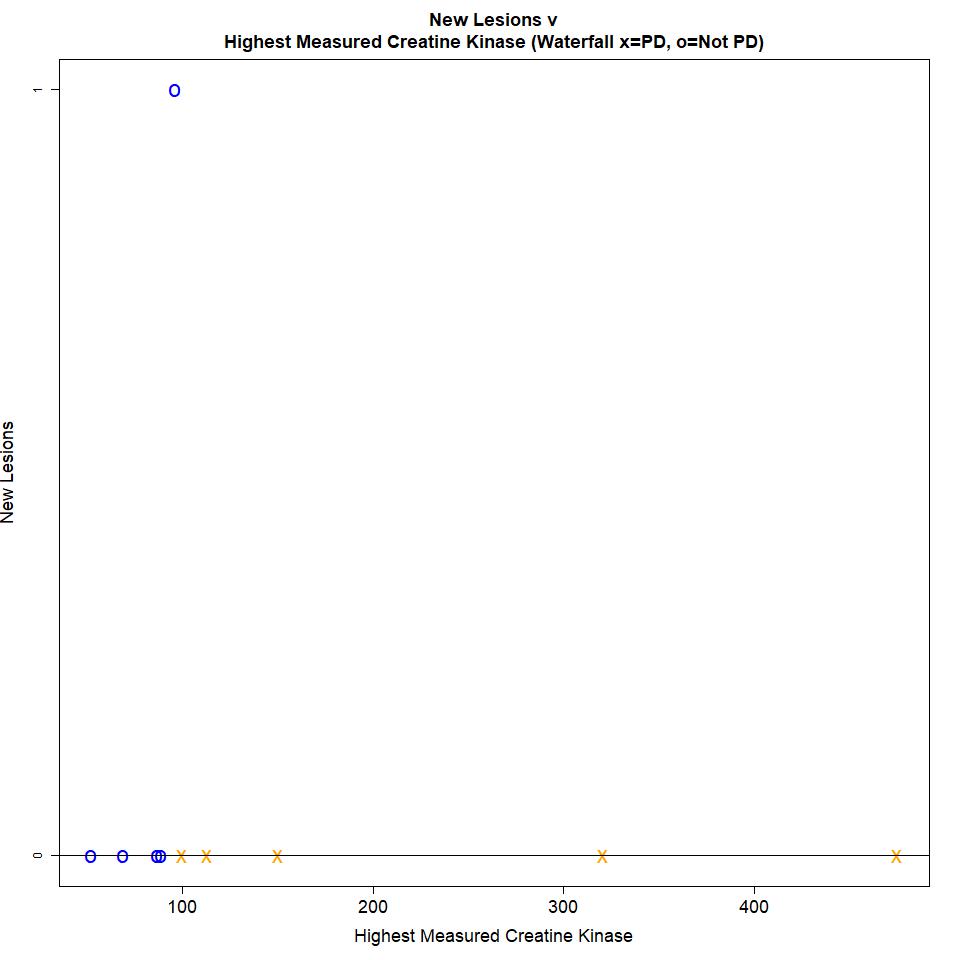 New Lesions v
Highest Measured Creatine Kinase (Waterfall x=PD, o=Not PD)
1
New Lesions
0
o
o o o o x x x x x
100 200 300 400
Highest Measured Creatine Kinase